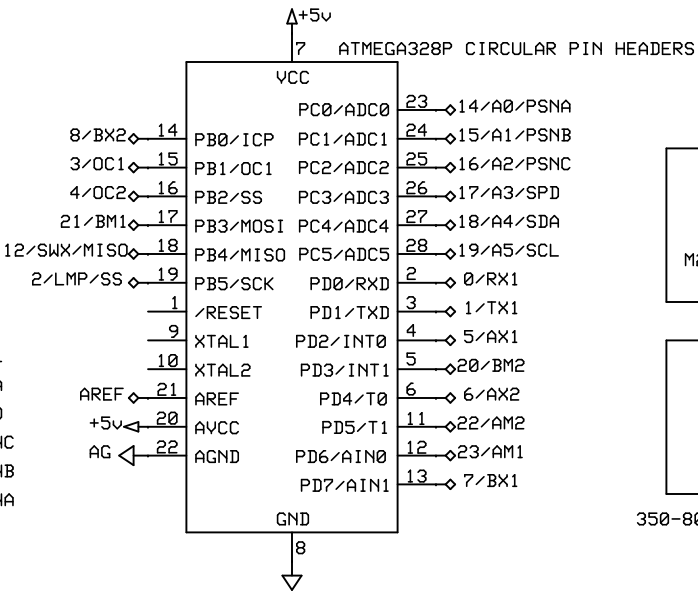 +5v
7 ATMEGA328P CIRCULAR PIN HEADERS
VCC
PC0/ADC0 23 14/A0/PSNA
8/BX2 14 PB0/ICP PC1/ADC1 24 15/A1/PSNB
3/OC1 15 PB1/OC1 PC2/ADC2 25 16/A2/PSNC
4/OC2 16 PB2/SS PC3/ADC3 26 17/A3/SPD
21/BM1 17 PB3/MOSI PC4/ADC4 27 18/A4/SDA
12/SWX/MISO 18 PB4/MISO PC5/ADC5 28 19/A5/SCL
2/LMP/SS 19 PB5/SCK PD0/RXD 2 0/RX1
1 /RESET PD1/TXD 3 1/TX1
9 XTAL1 PD2/INT0 4 5/AX1
10 XTAL2 PD3/INT1 5 20/BM2
AREF 21 AREF PD4/T0 6 6/AX2
+5v 20 AVCC PD5/T1 11 22/AM2
AG 22 AGND PD6/AIN0 12 23/AM1
PD7/AIN1 13 7/BX1
GND
8
350-80